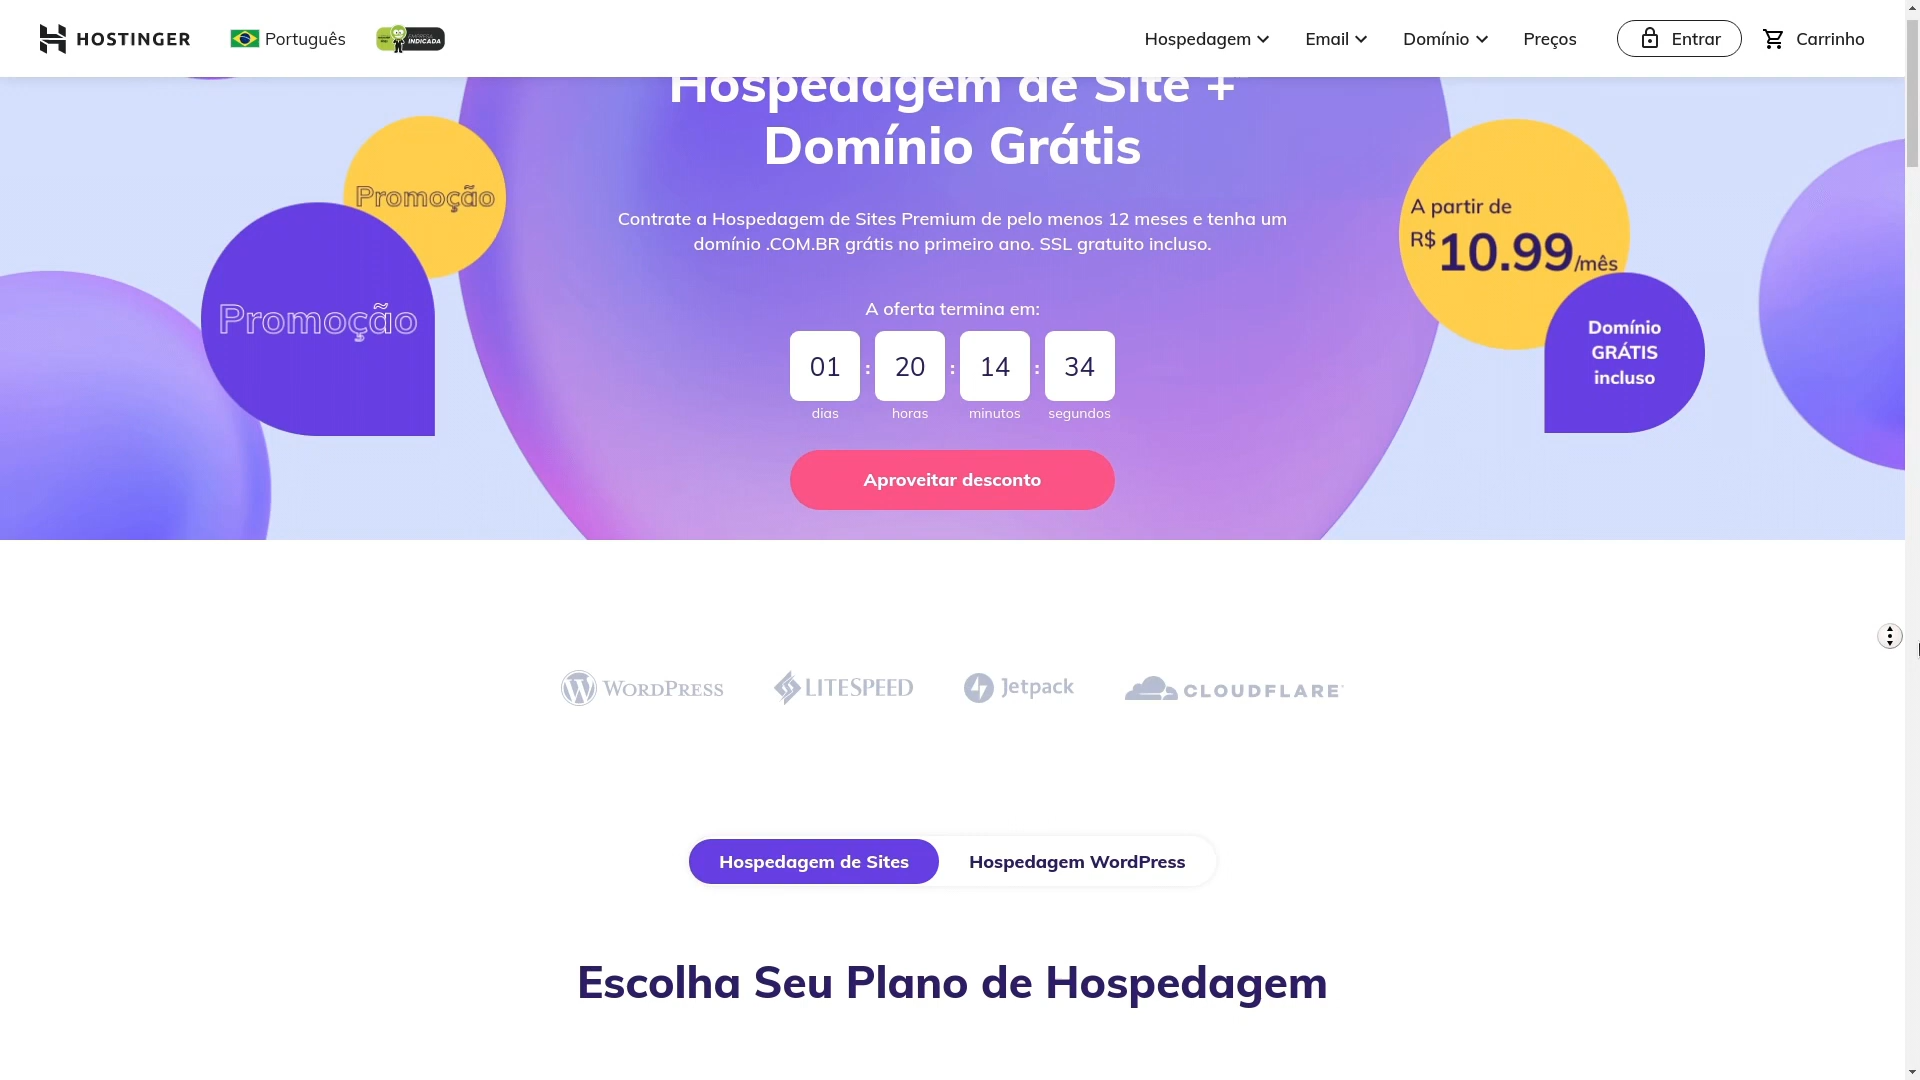 HOSTINGER
Português
EMPRESA
INDICADA
Hospedagem
Email
Domínio
Preços
Entrar
Carrinho
Hospedagem de Site +
Domínio Grátis
Contrate a Hospedagem de Sites Premium de pelo menos 12 meses e tenha um
domínio .COM.BR grátis no primeiro ano. SSL gratuito incluso.
A oferta termina em:
01 : 20 : 14 : 34
dias horas minutos segundos
Aproveitar desconto
Promoção
Promoção
A partir de
R$ 10.99/mês
Domínio
GRÁTIS
incluso
WORDPRESS
LITESPEED
Jetpack
CLOUDFLARE
Hospedagem de Sites
Hospedagem WordPress
Escolha Seu Plano de Hospedagem